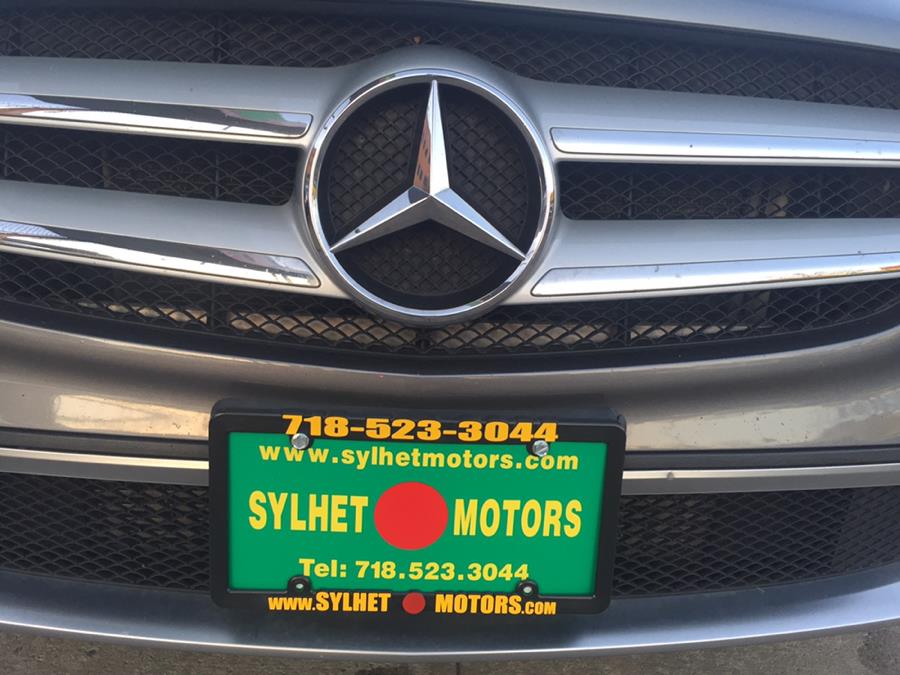 718-523-3044
www.sylhetmotors.com
SYLHET MOTORS
Tel: 718.523.3044
www.SYLHET MOTORS.com